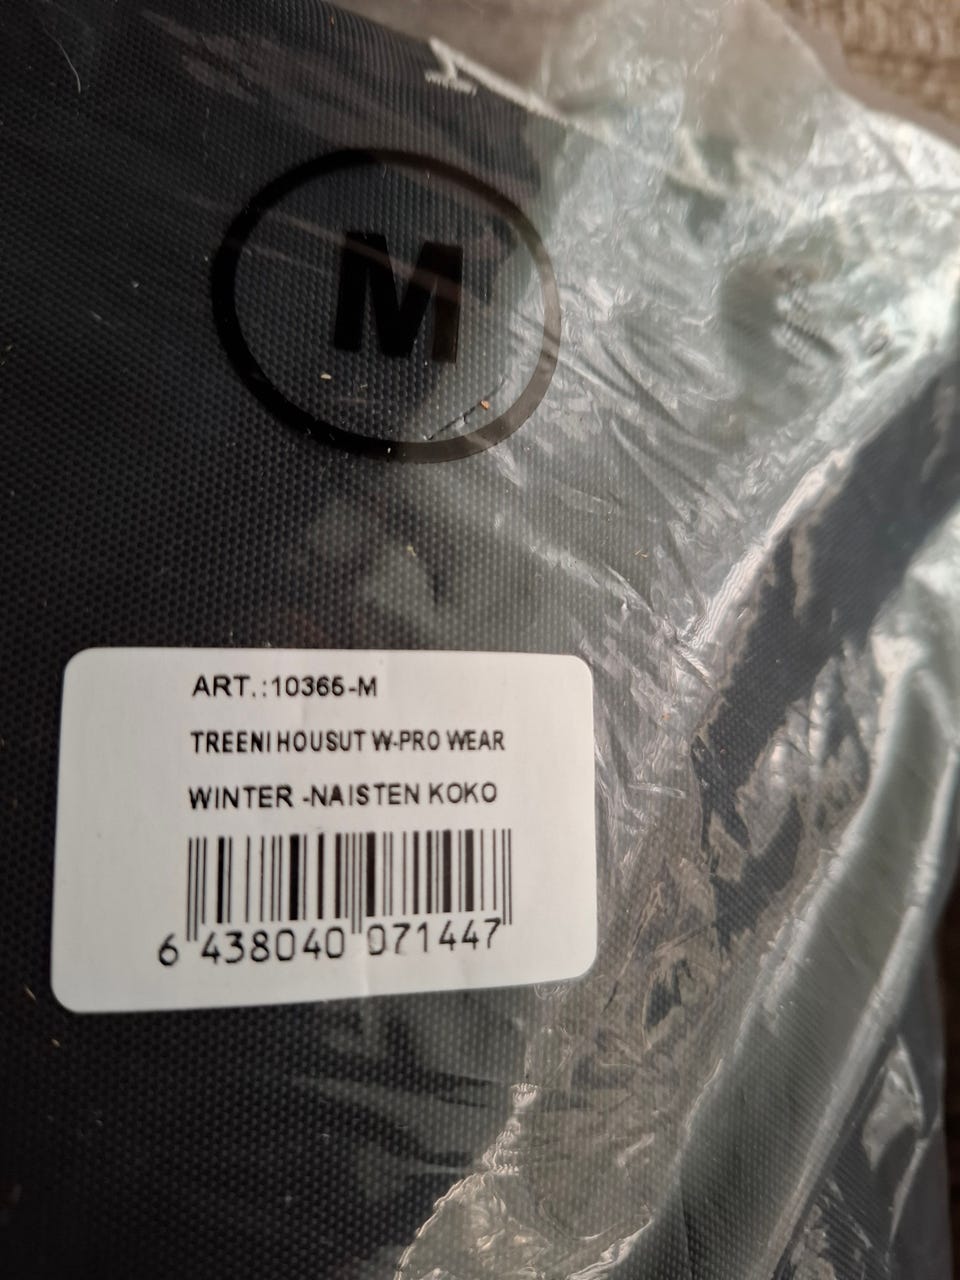 M
ART.:10365-M
TREENI HOUSUT W-PRO WEAR
WINTER -NAISTEN KOKO
6 438040 071447